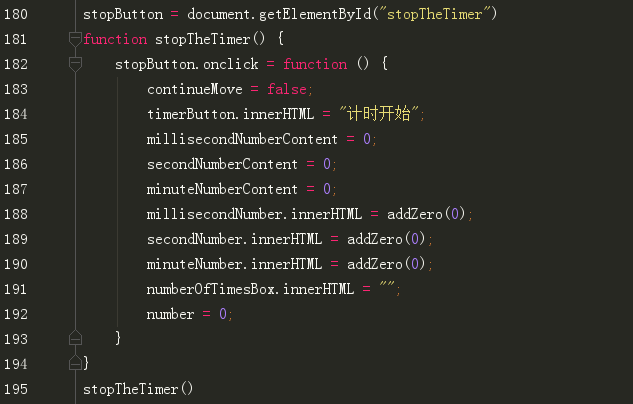 180 stopButton = document.getElementById("stopTheTimer")
181 function stopTheTimer() {
182 stopButton.onclick = function () {
183 continueMove = false;
184 timerButton.innerHTML = "计时开始";
185 millisecondNumberContent = 0;
186 secondNumberContent = 0;
187 minuteNumberContent = 0;
188 millisecondNumber.innerHTML = addZero(0);
189 secondNumber.innerHTML = addZero(0);
190 minuteNumber.innerHTML = addZero(0);
191 numberOfTimesBox.innerHTML = "";
192 number = 0;
193 }
194 }
195 stopTheTimer()